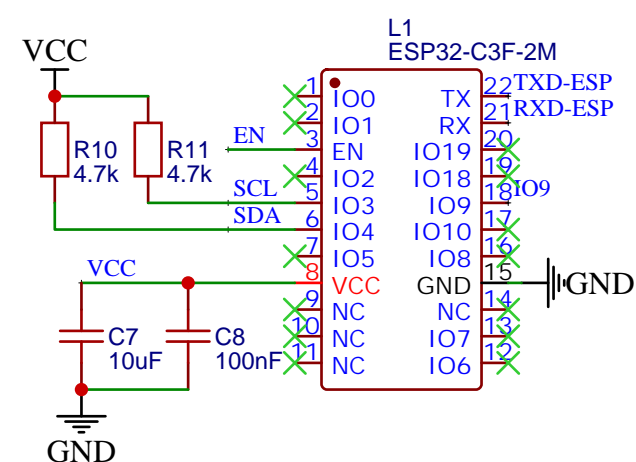 L1
ESP32-C3F-2M
VCC
1 IO0 TX 22 TXD-ESP
2 IO1 RX 21 RXD-ESP
EN 3 EN IO19 20
R10 4.7k
R11 4.7k
4 IO2 IO18 19
SCL 5 IO3 IO9 18 IO9
SDA 6 IO4 IO10 17
7 IO5 IO8 16
VCC 8 VCC GND 15 GND
9 NC NC 14
10 NC IO7 13
11 NC IO6 12
C7 10uF
C8 100nF
GND